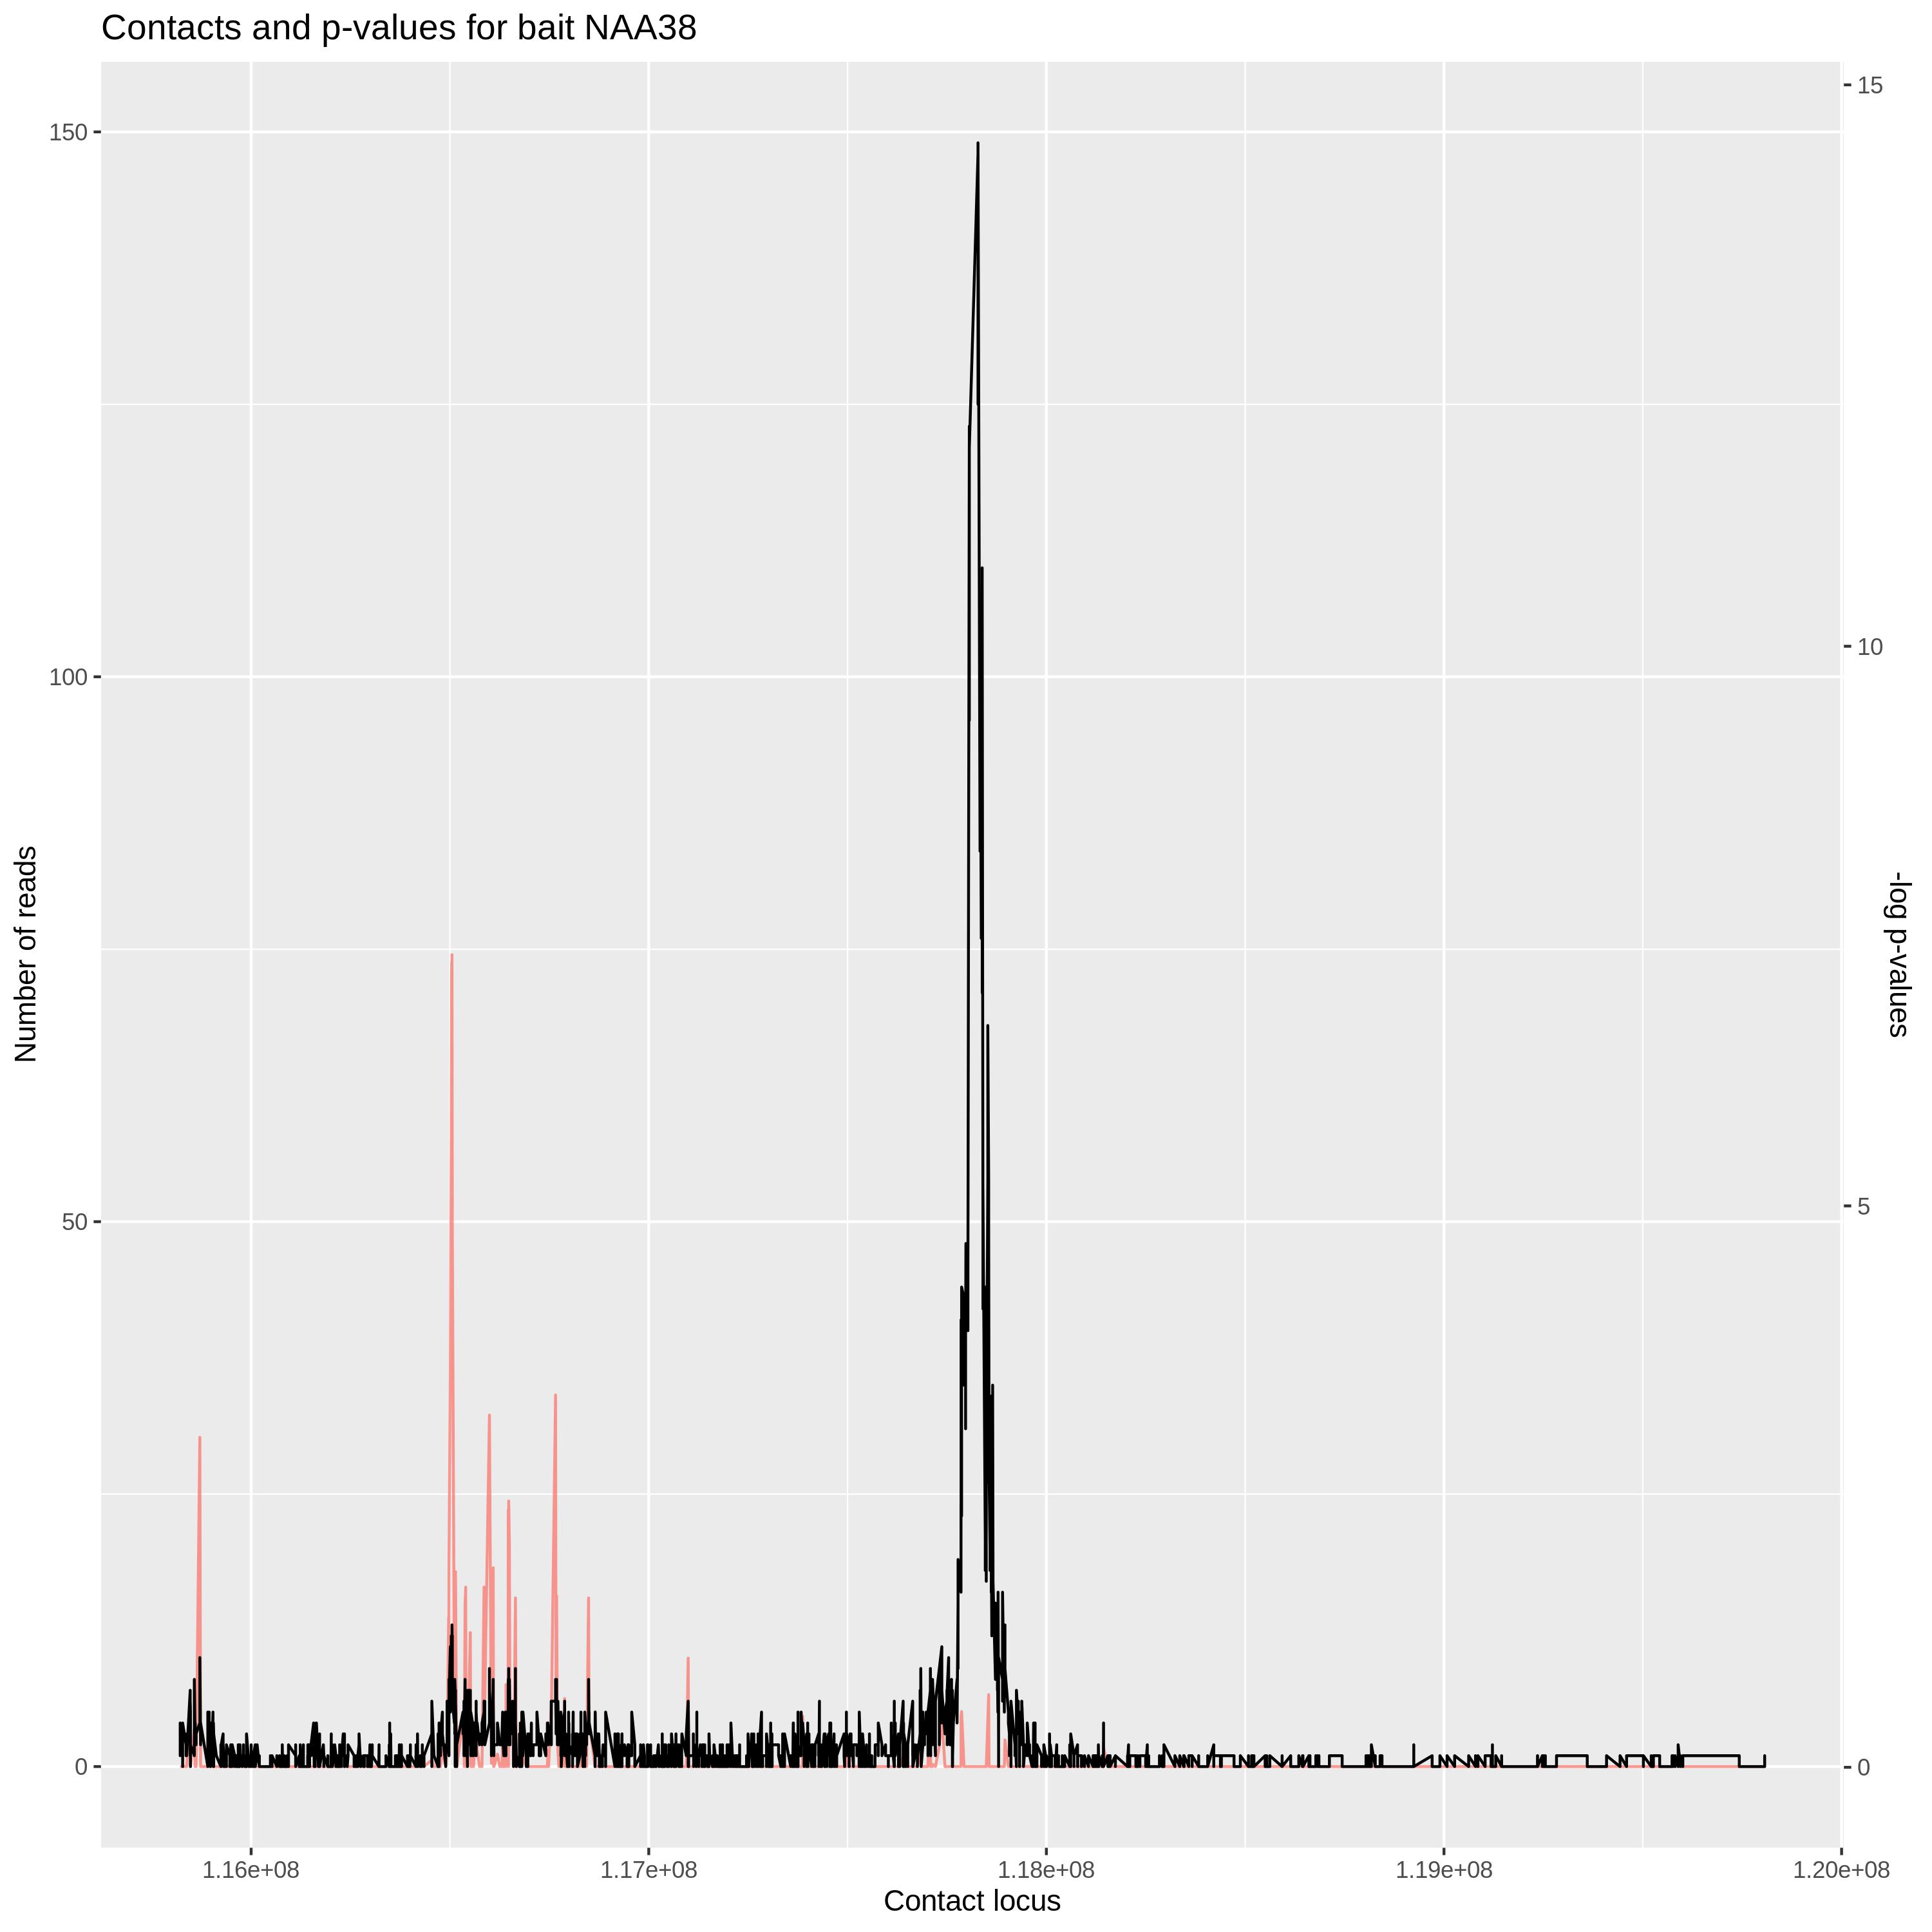 Contacts and p-values for bait NAA38
150
100
50
0
Number of reads
15
10
5
0
-log p-values
1.16e+08
1.17e+08
1.18e+08
1.19e+08
1.20e+08
Contact locus